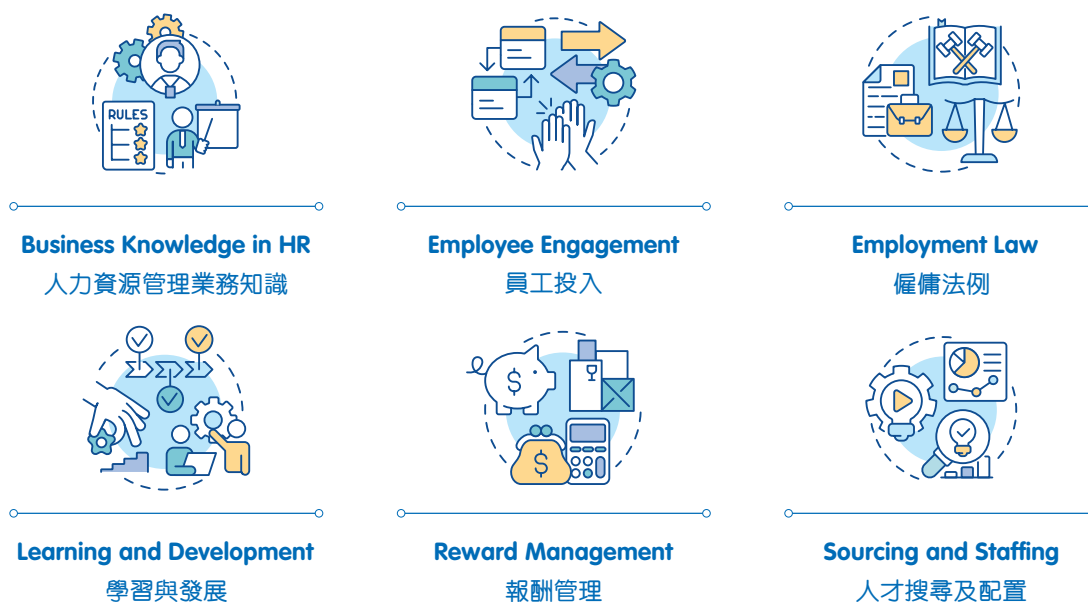 RULES
Business Knowledge in HR
人力資源管理業務知識
Employee Engagement
員工投入
Employment Law
僱傭法例
Learning and Development
學習與發展
$
$
Reward Management
報酬管理
Sourcing and Staffing
人才搜尋及配置